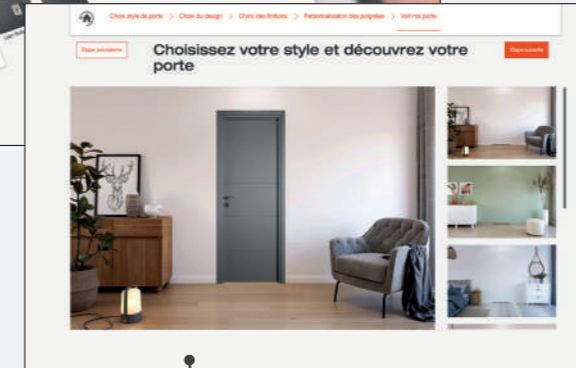 Choix style de porte > Choix du design > Choix des finitions > Personnalisation des poignées > Voir ma porte
Étape précédente
Choisissez votre style et découvrez votre
porte
Étape suivante